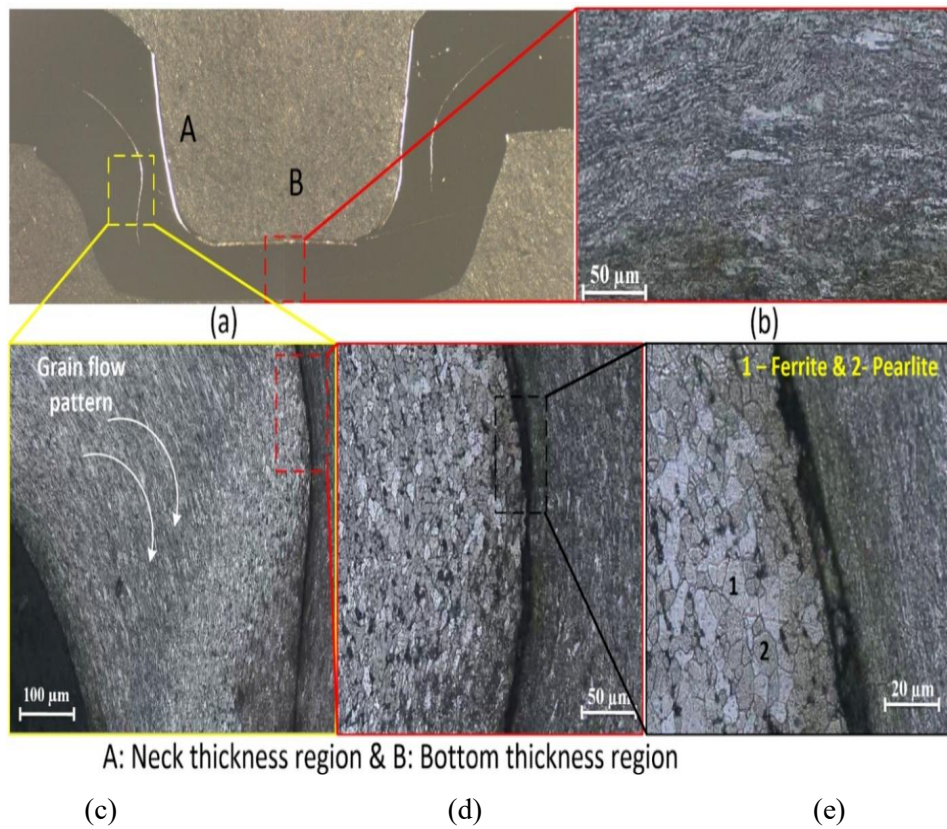 A
B
50 µm
(a)
(b)
Grain flow
pattern
1 – Ferrite & 2- Pearlite
1
2
100 µm
50 µm
20 µm
A: Neck thickness region & B: Bottom thickness region
(c)
(d)
(e)